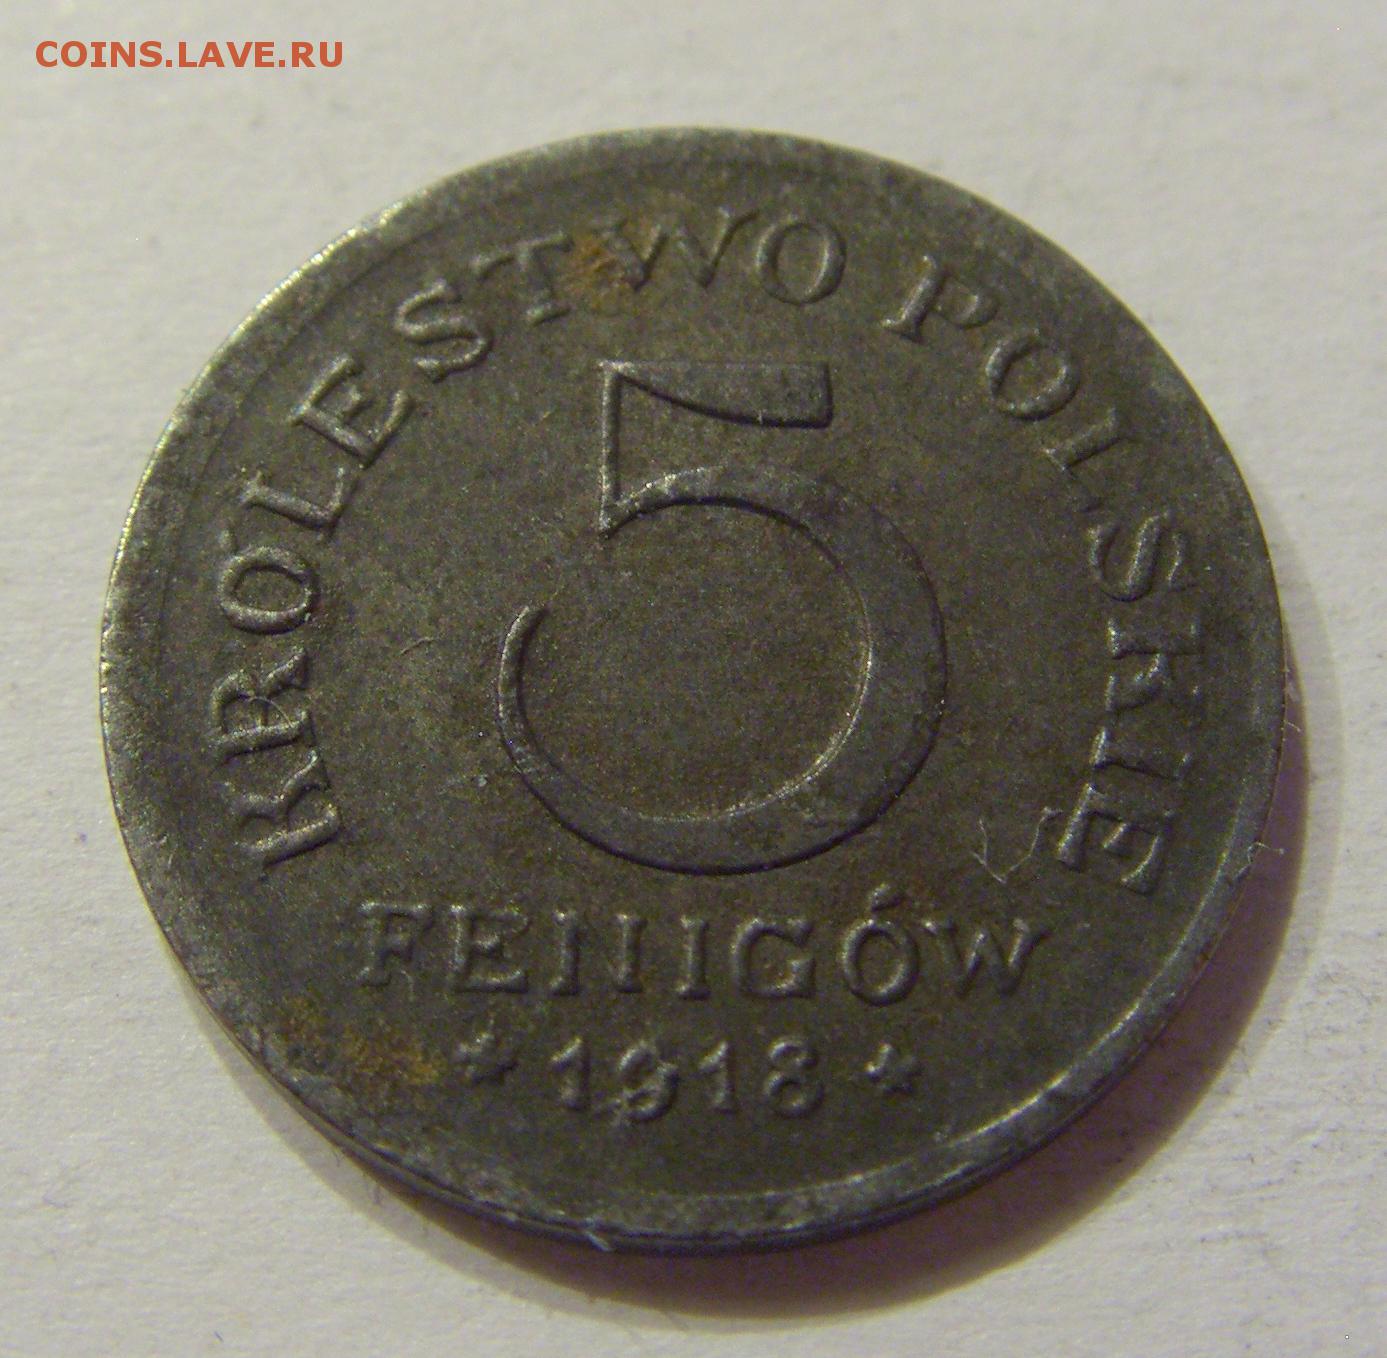 COINS.LAVE.RU
KRÓLESTWO POLSKIE
5
FENIGÓW
* 1918 *